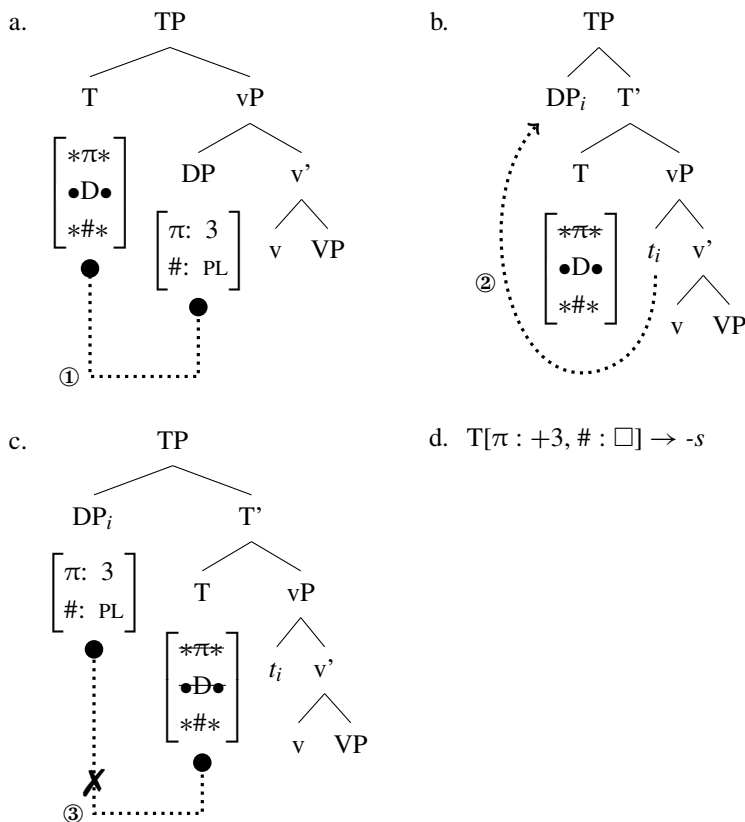 a.
TP
T vP
∗π∗
●D●
∗#∗
DP v’
π: 3
#: PL
v VP
①
b.
TP
DPi T’
T vP
∗π∗
●D●
∗#∗
ti v’
v VP
②
c.
TP
DPi T’
π: 3
#: PL
T vP
∗π∗
●D●
∗#∗
ti v’
v VP
✗
③
d. T[π : +3, # : □] → -s